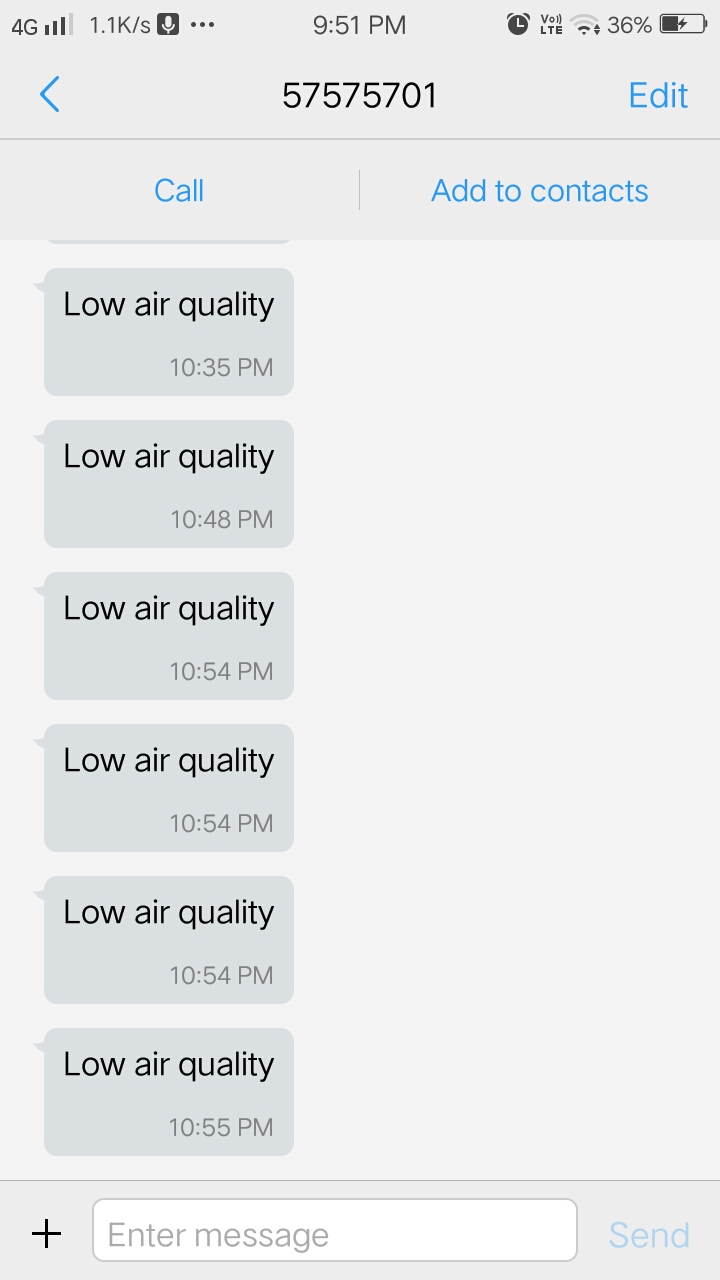 4G 1.1K/s ... 9:51 PM Vo)) LTE 36%
57575701 Edit
Call Add to contacts
Low air quality
10:35 PM
Low air quality
10:48 PM
Low air quality
10:54 PM
Low air quality
10:54 PM
Low air quality
10:54 PM
Low air quality
10:55 PM
+ Enter message Send